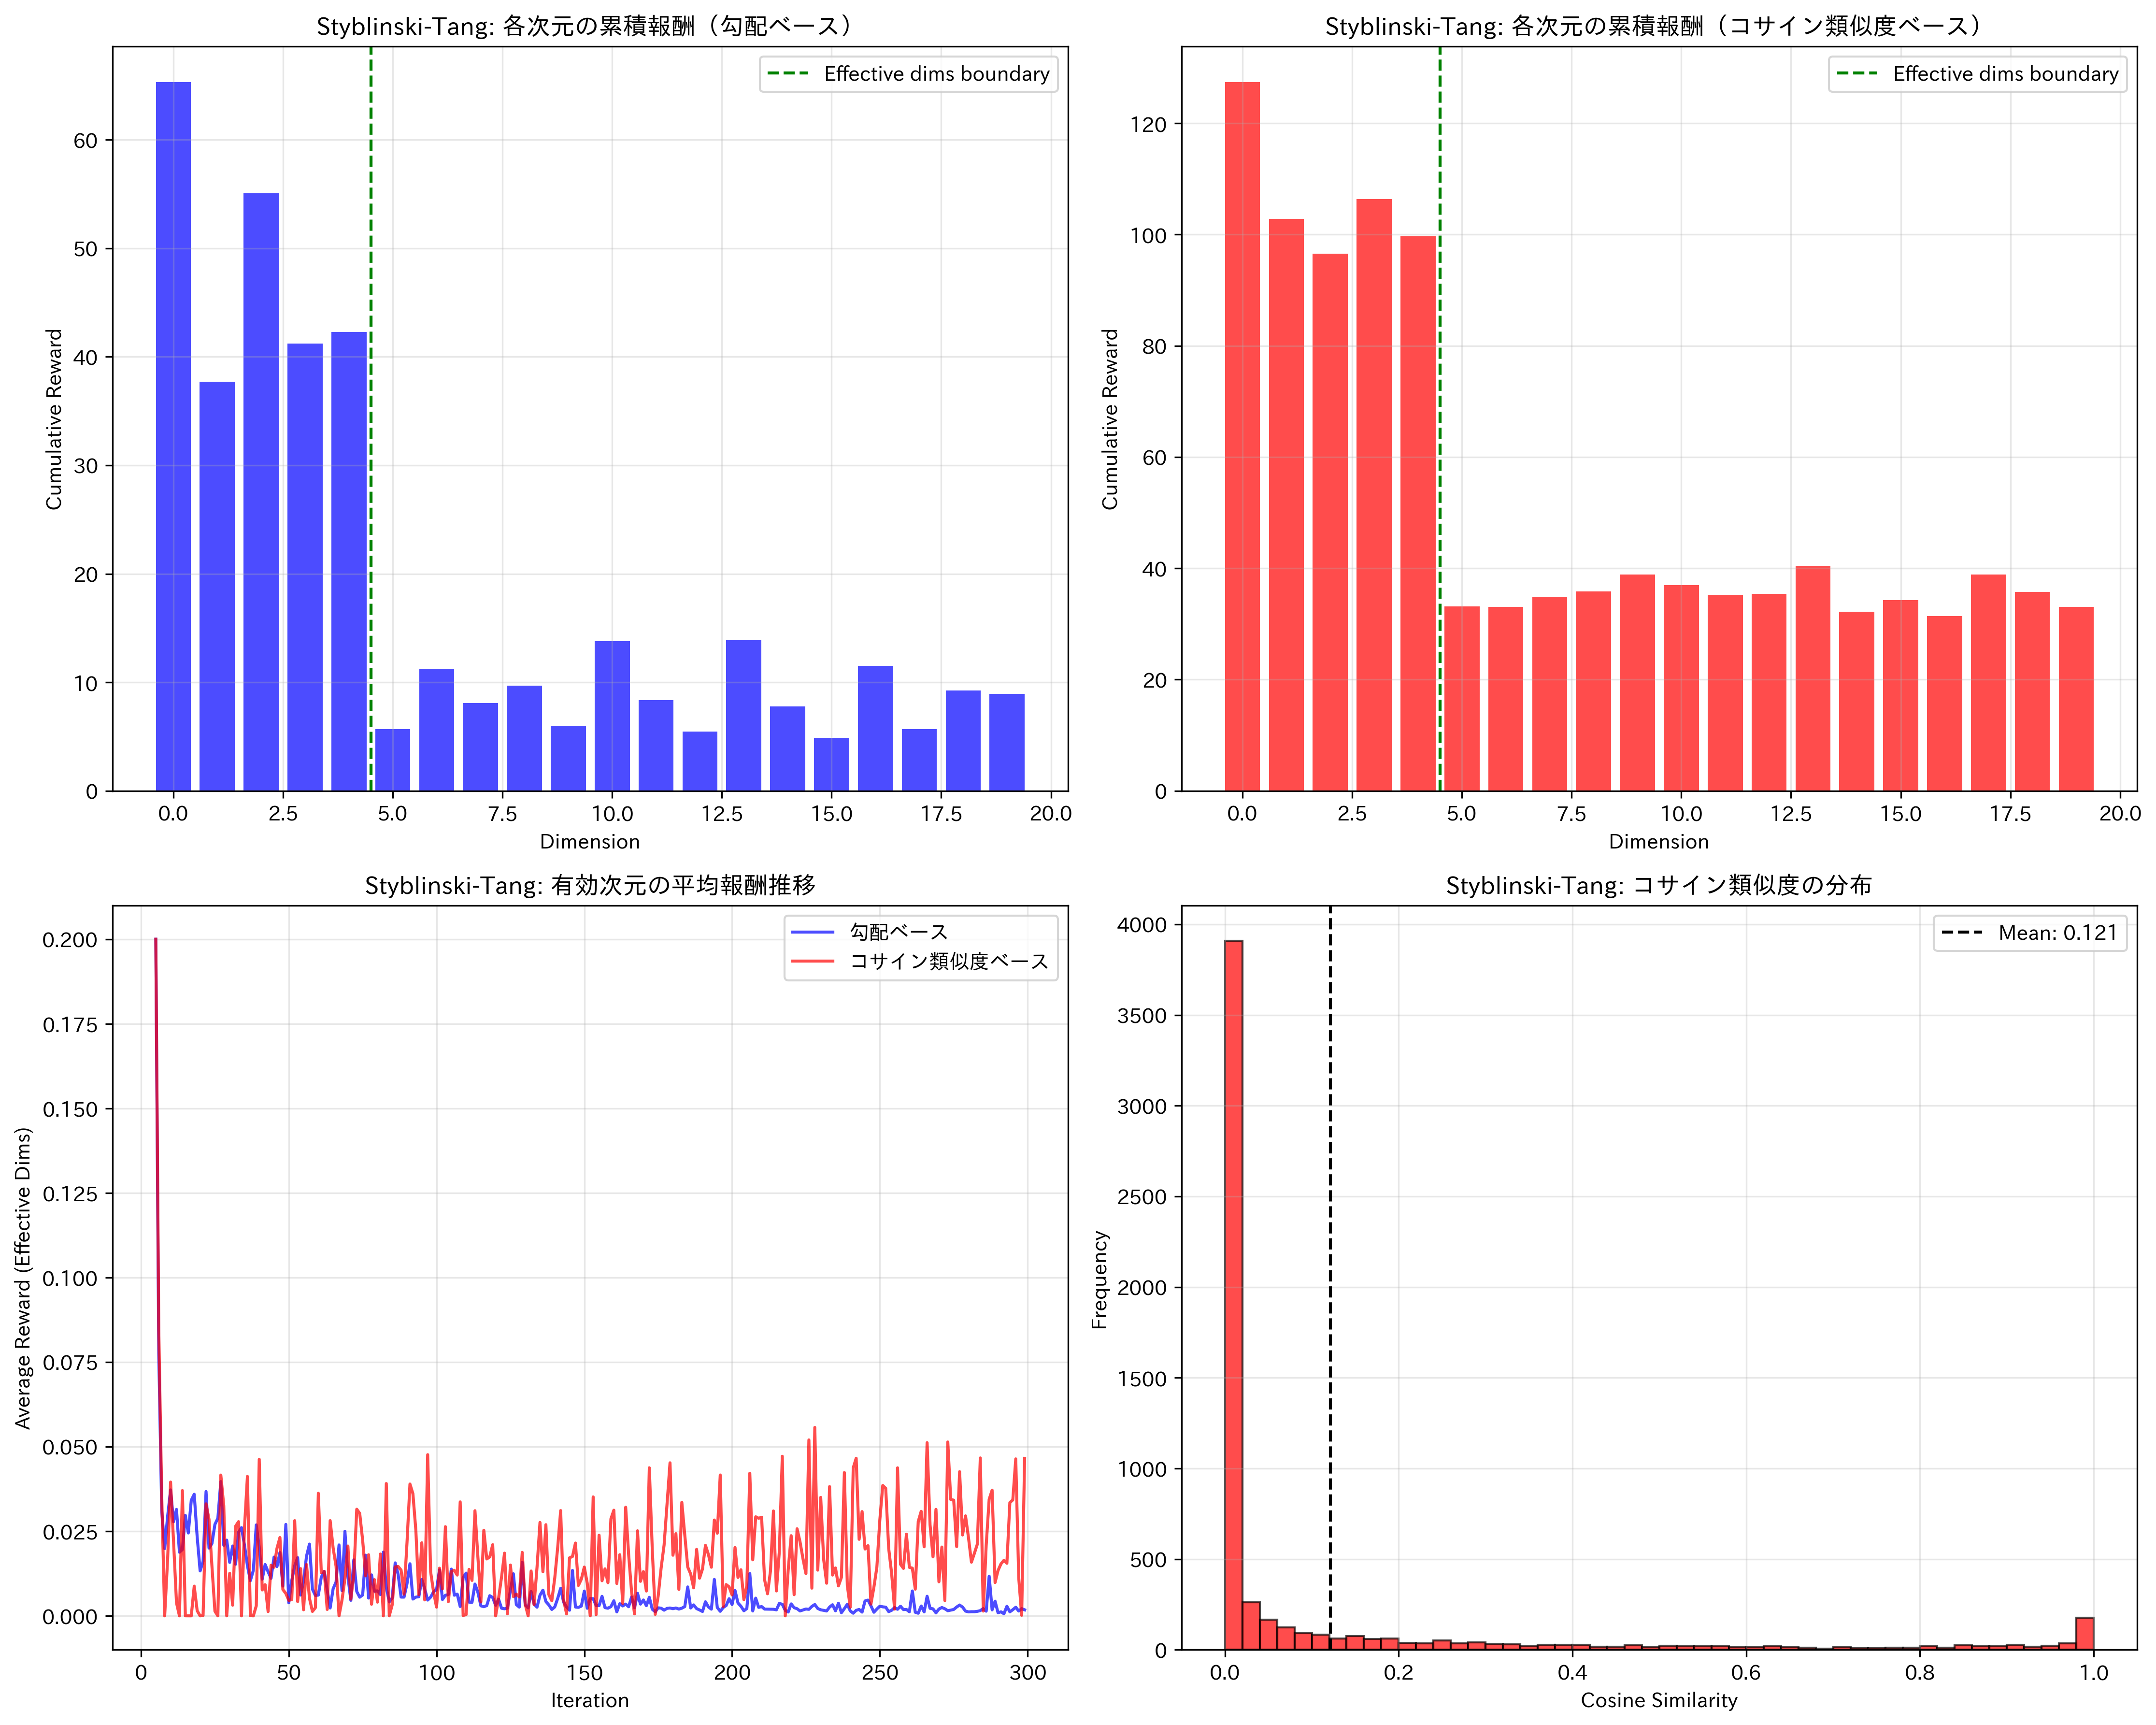 Styblinski-Tang: 各次元の累積報酬（勾配ベース）
Effective dims boundary
Cumulative Reward
60
50
40
30
20
10
0
0.0 2.5 5.0 7.5 10.0 12.5 15.0 17.5 20.0
Dimension
Styblinski-Tang: 各次元の累積報酬（コサイン類似度ベース）
Effective dims boundary
Cumulative Reward
120
100
80
60
40
20
0
0.0 2.5 5.0 7.5 10.0 12.5 15.0 17.5 20.0
Dimension
Styblinski-Tang: 有効次元の平均報酬推移
勾配ベース
コサイン類似度ベース
Average Reward (Effective Dims)
0.200
0.175
0.150
0.125
0.100
0.075
0.050
0.025
0.000
0 50 100 150 200 250 300
Iteration
Styblinski-Tang: コサイン類似度の分布
Mean: 0.121
Frequency
4000
3500
3000
2500
2000
1500
1000
500
0
0.0 0.2 0.4 0.6 0.8 1.0
Cosine Similarity